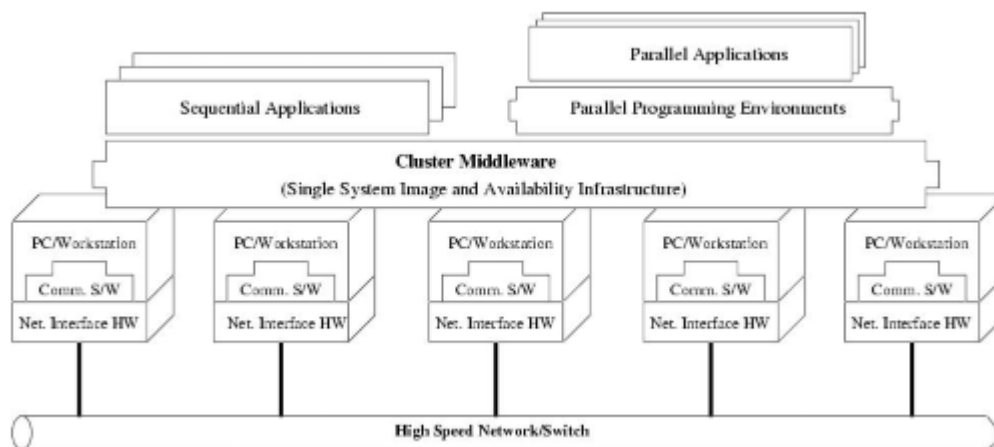 Parallel Applications
Sequential Applications
Parallel Programming Environments
Cluster Middleware
(Single System Image and Availability Infrastructure)
PC/Workstation
Comm. S/W
Net. Interface HW
PC/Workstation
Comm. S/W
Net. Interface HW
PC/Workstation
Comm. S/W
Net. Interface HW
PC/Workstation
Comm. S/W
Net. Interface HW
PC/Workstation
Comm. S/W
Net. Interface HW
High Speed Network/Switch